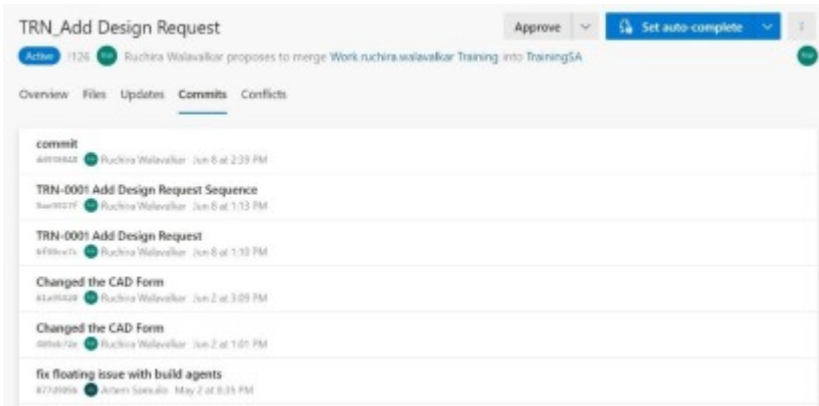 TRN_Add Design Request
Approve
Set auto-complete
Active !126 Ruchira Walavalkar proposes to merge Work.ruchira.walavalkar Training into TrainingSA
Overview Files Updates Commits Conflicts
commit
Ruchira Walavalkar Jun 8 at 2:39 PM
TRN-0001 Add Design Request Sequence
Ruchira Walavalkar Jun 8 at 1:13 PM
TRN-0001 Add Design Request
Ruchira Walavalkar Jun 8 at 1:10 PM
Changed the CAD Form
Ruchira Walavalkar Jun 2 at 3:09 PM
Changed the CAD Form
Ruchira Walavalkar Jun 2 at 1:01 PM
fix floating issue with build agents
Artem May 2 at 8:35 PM